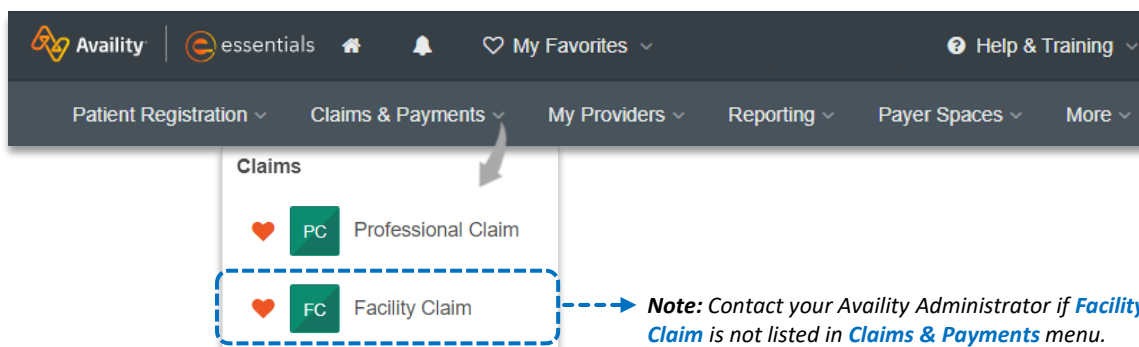 Availity essentials My Favorites Help & Training
Patient Registration Claims & Payments My Providers Reporting Payer Spaces More
Claims
PC Professional Claim
FC Facility Claim
Note: Contact your Availity Administrator if Facility
Claim is not listed in Claims & Payments menu.